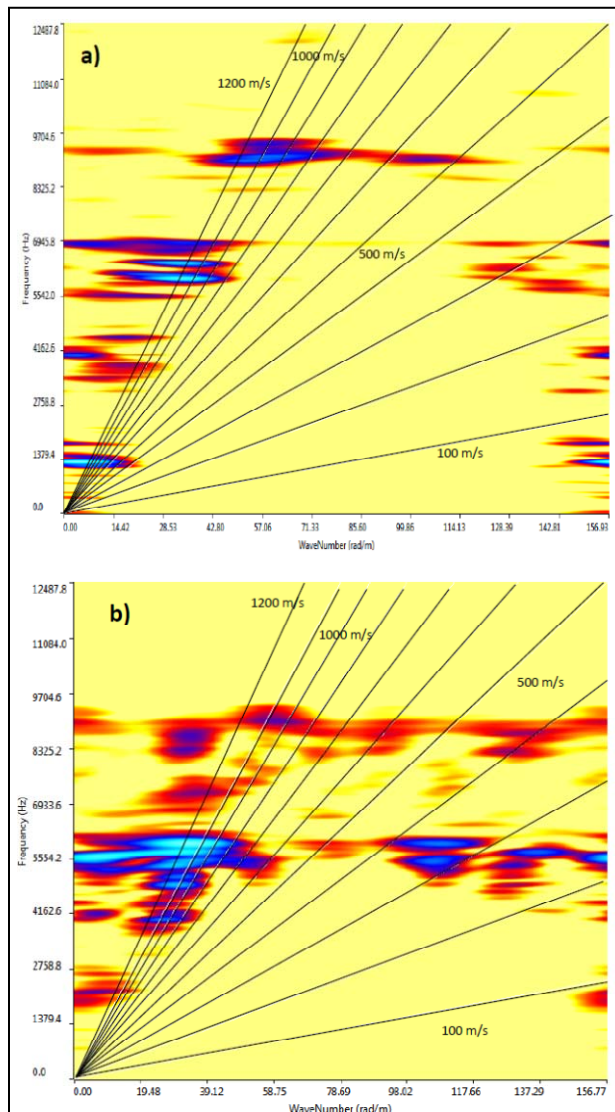 12487.8
a)
1000 m/s
11084.0
1200 m/s
9704.6
8325.2
6945.8
500 m/s
5542.0
4162.6
2758.8
1379.4
100 m/s
0.0
Frequency (Hz)
0.00 14.42 28.53 42.80 57.06 71.33 85.60 99.86 114.13 128.39 142.81 156.93
WaveNumber (rad/m)
12487.8
b)
1200 m/s
1000 m/s
11084.0
500 m/s
9704.6
8325.2
6933.6
5554.2
4162.6
2758.8
1379.4
100 m/s
0.0
Frequency (Hz)
0.00 19.48 39.12 58.75 78.69 98.02 117.66 137.29 156.77
WaveNumber (rad/m)